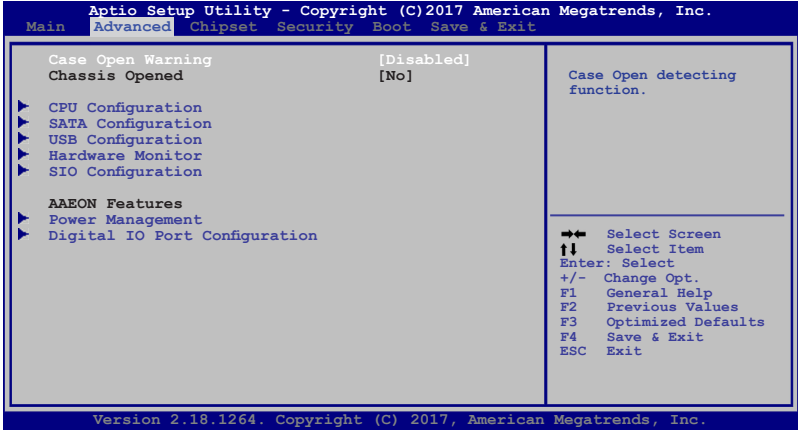 Aptio Setup Utility - Copyright (C)2017 American Megatrends, Inc.
Main Advanced Chipset Security Boot Save & Exit
Case Open Warning [Disabled]
Chassis Opened [No]
CPU Configuration
SATA Configuration
USB Configuration
Hardware Monitor
SIO Configuration
AAEON Features
Power Management
Digital IO Port Configuration
Case Open detecting
function.
→← Select Screen
↑↓ Select Item
Enter: Select
+/- Change Opt.
F1 General Help
F2 Previous Values
F3 Optimized Defaults
F4 Save & Exit
ESC Exit
Version 2.18.1264. Copyright (C) 2017, American Megatrends, Inc.